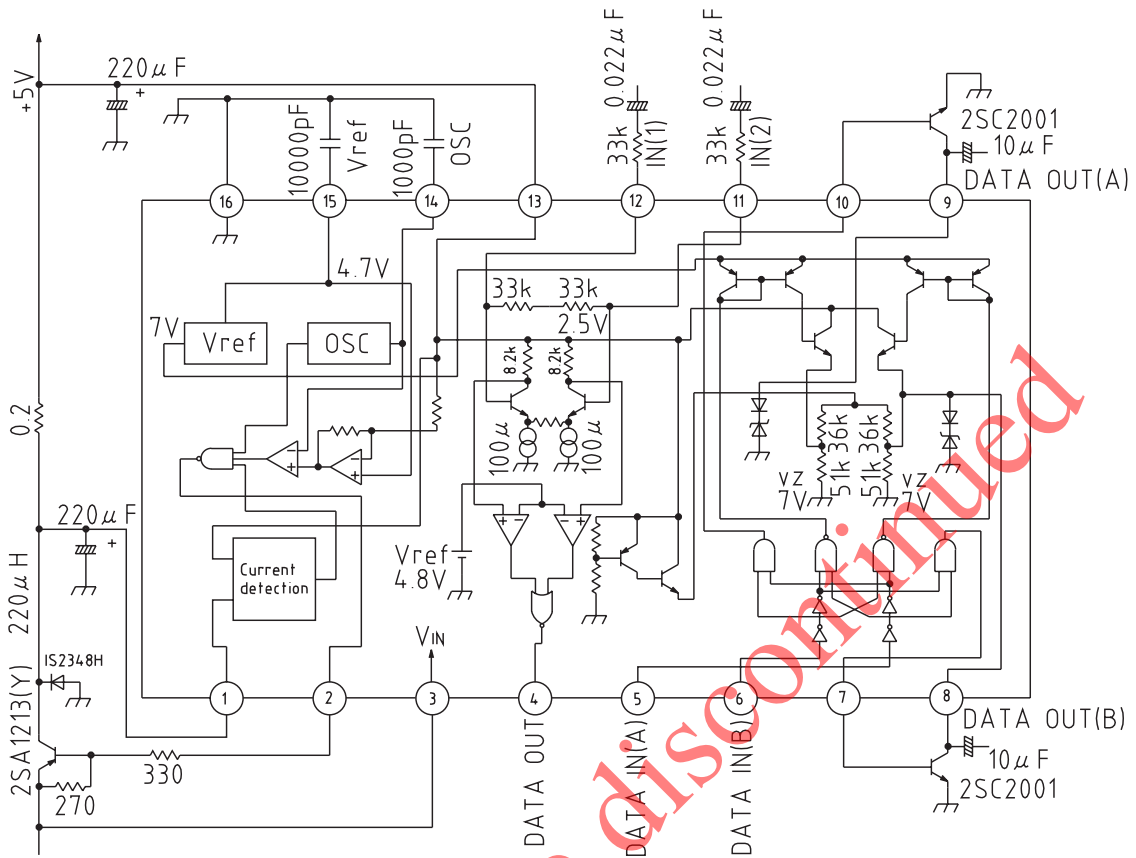 +5V
220μF
+
10000pF
Vref
1000pF
OSC
33k
0.022μF
IN(1)
33k
0.022μF
IN(2)
2SC2001
10μF
DATA OUT(A)
16
15
14
13
12
11
10
9
4.7V
7V
Vref
OSC
33k
33k
2.5V
8.2k
8.2k
0.2
100μ
100μ
36k
36k
51k
51k
VZ
7V
VZ
7V
+
−
+
−
+
−
−
+
220μF
+
Vref
4.8V
Current
detection
220μH
IS2348H
VIN
1
2
3
4
5
6
7
8
2SA1213(Y)
330
270
DATA OUT
DATA IN(A)
DATA IN(B)
DATA OUT(B)
10μF
2SC2001
discontinued